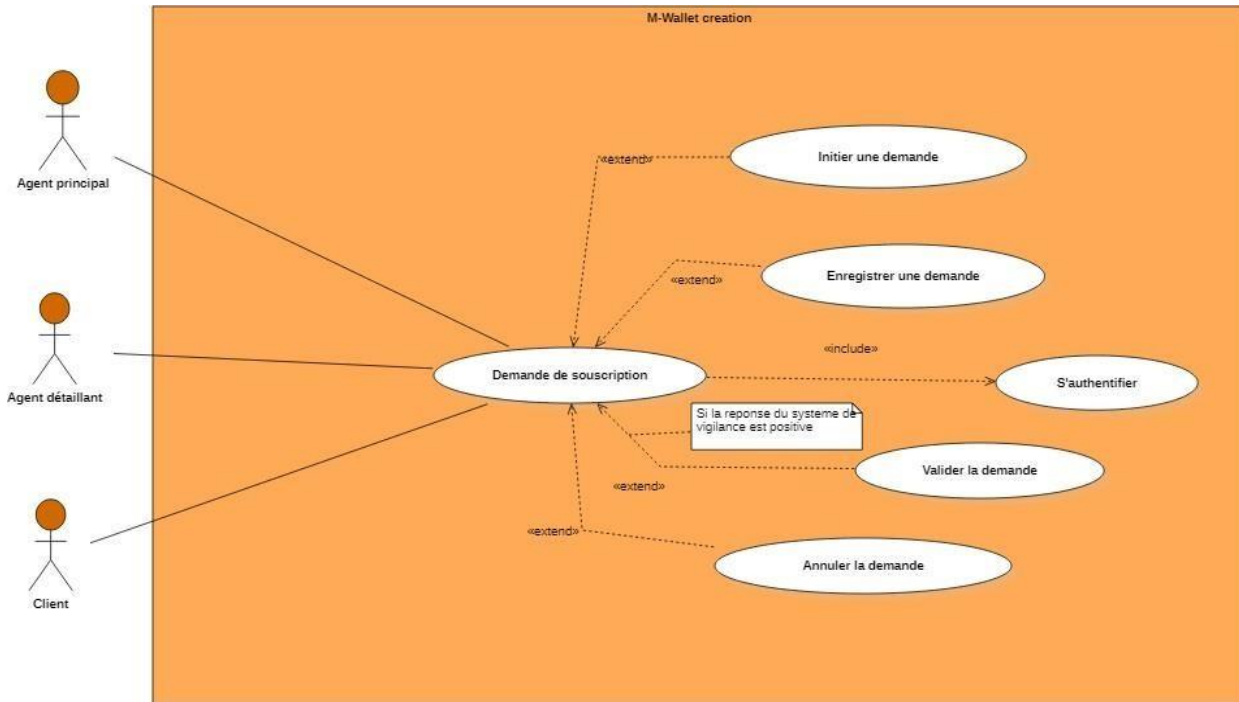 M-Wallet creation
Agent principal
«extend»
Initier une demande
«extend»
Enregistrer une demande
Agent détaillant
Demande de souscription
«include»
S'authentifier
Si la reponse du systeme de
vigilance est positive
«extend»
Valider la demande
«extend»
Annuler la demande
Client